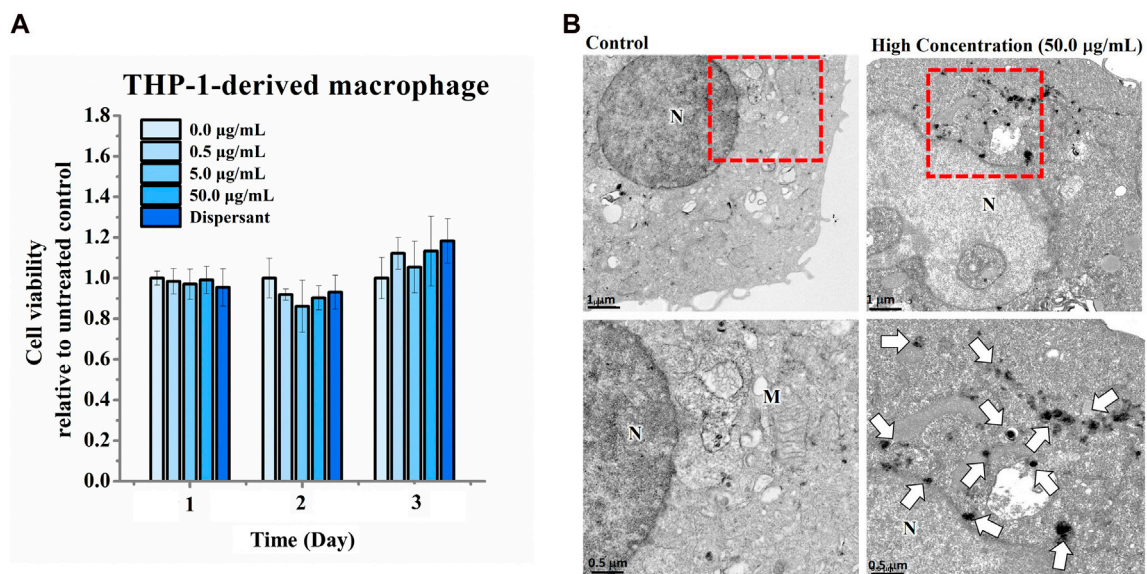 A
THP-1-derived macrophage
0.0 μg/mL
0.5 μg/mL
5.0 μg/mL
50.0 μg/mL
Dispersant
Cell viability
relative to untreated control
1.8
1.6
1.4
1.2
1.0
0.8
0.6
0.4
0.2
0.0
1
2
3
Time (Day)
B
Control
High Concentration (50.0 μg/mL)
N
1 μm
N
1 μm
N
M
0.5 μm
N
0.5 μm